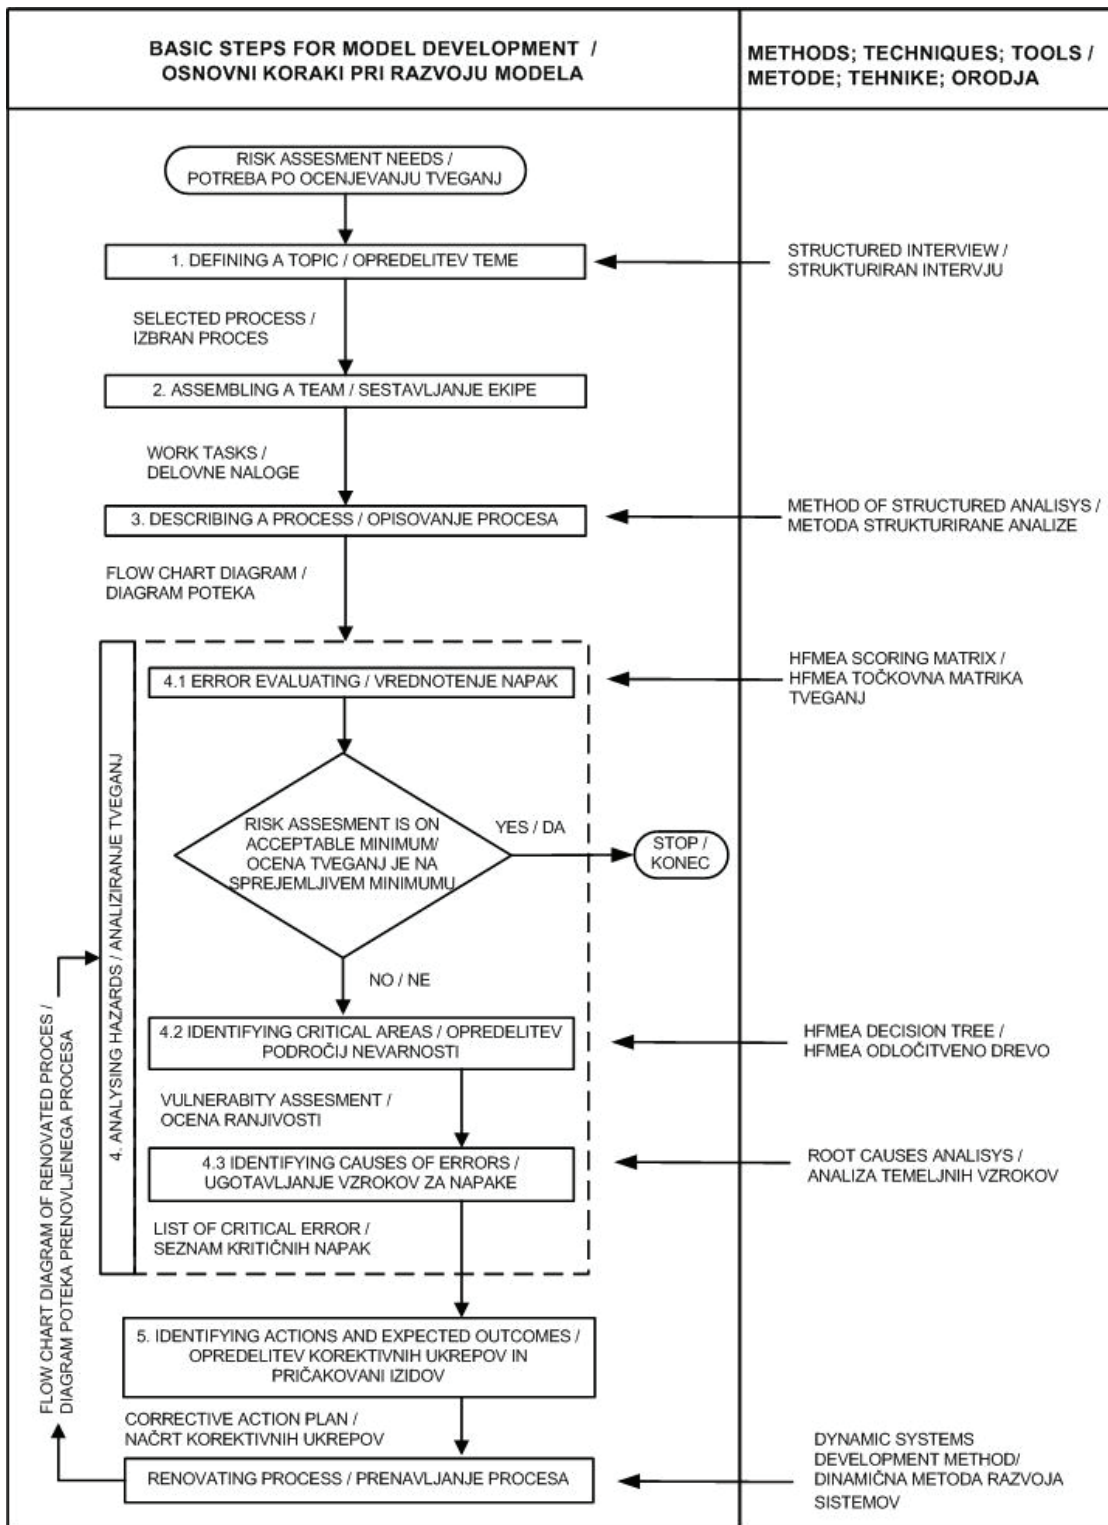 BASIC STEPS FOR MODEL DEVELOPMENT /
OSNOVNI KORAKI PRI RAZVOJU MODELA
METHODS; TECHNIQUES; TOOLS /
METODE; TEHNIKE; ORODJA
RISK ASSESMENT NEEDS /
POTREBA PO OCENJEVANJU TVEGANJ
1. DEFINING A TOPIC / OPREDELITEV TEME
STRUCTURED INTERVIEW /
STRUKTURIRAN INTERVJU
SELECTED PROCESS /
IZBRAN PROCES
2. ASSEMBLING A TEAM / SESTAVLJANJE EKIPE
WORK TASKS /
DELOVNE NALOGE
3. DESCRIBING A PROCESS / OPISOVANJE PROCESA
METHOD OF STRUCTURED ANALISYS /
METODA STRUKTURIRANE ANALIZE
FLOW CHART DIAGRAM /
DIAGRAM POTEKA
4. ANALYSING HAZARDS / ANALIZIRANJE TVEGANJ
4.1 ERROR EVALUATING / VREDNOTENJE NAPAK
HFMEA SCORING MATRIX /
HFMEA TOČKOVNA MATRIKA
TVEGANJ
RISK ASSESMENT IS ON
ACCEPTABLE MINIMUM/
OCENA TVEGANJ JE NA
SPREJEMLJIVEM MINIMUMU
YES / DA
STOP /
KONEC
NO / NE
4.2 IDENTIFYING CRITICAL AREAS / OPREDELITEV
PODROČIJ NEVARNOSTI
HFMEA DECISION TREE /
HFMEA ODLOČITVENO DREVO
VULNERABITY ASSESMENT /
OCENA RANJIVOSTI
4.3 IDENTIFYING CAUSES OF ERRORS /
UGOTAVLJANJE VZROKOV ZA NAPAKE
ROOT CAUSES ANALISYS /
ANALIZA TEMELJNIH VZROKOV
LIST OF CRITICAL ERROR /
SEZNAM KRITIČNIH NAPAK
5. IDENTIFYING ACTIONS AND EXPECTED OUTCOMES /
OPREDELITEV KOREKTIVNIH UKREPOV IN
PRIČAKOVANI IZIDOV
CORRECTIVE ACTION PLAN /
NAČRT KOREKTIVNIH UKREPOV
RENOVATING PROCESS / PRENAVLJANJE PROCESA
DYNAMIC SYSTEMS
DEVELOPMENT METHOD/
DINAMIČNA METODA RAZVOJA
SISTEMOV
FLOW CHART DIAGRAM OF RENOVATED PROCES/
DIAGRAM POTEKA PRENOVLJENEGA PROCESA